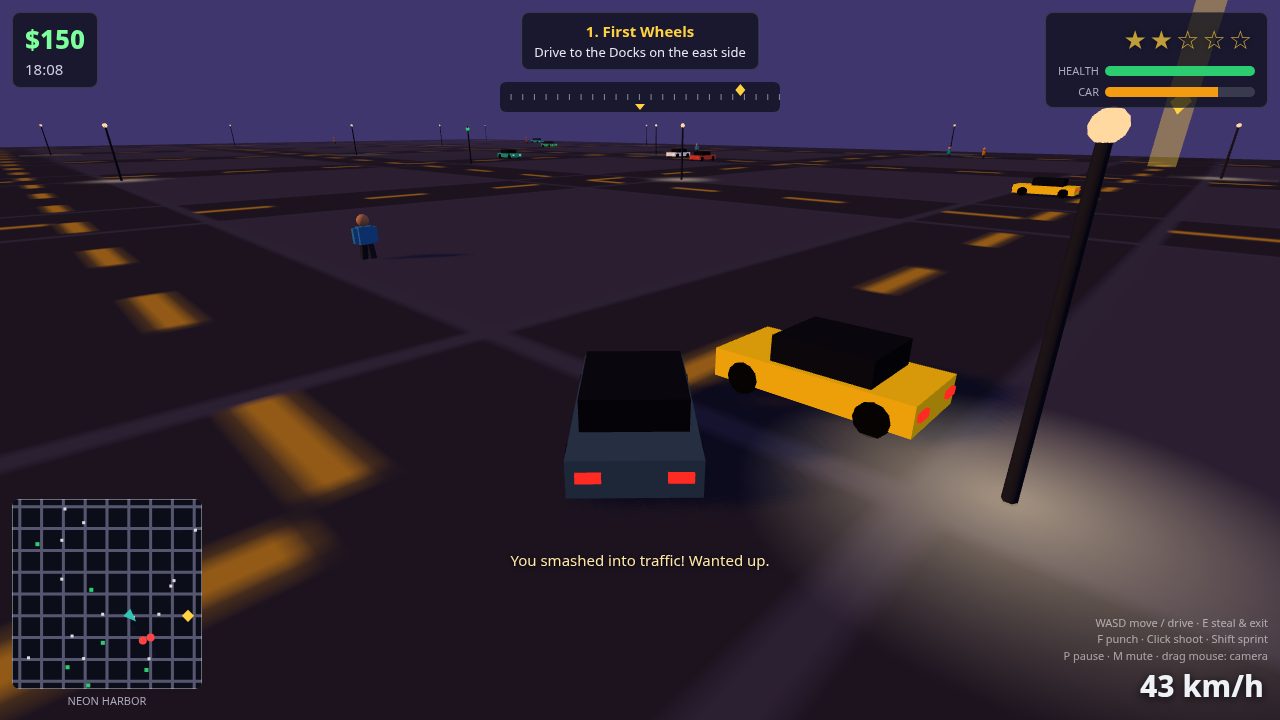 $150
18:08
1. First Wheels
Drive to the Docks on the east side
HEALTH
CAR
You smashed into traffic! Wanted up.
NEON HARBOR
WASD move / drive · E steal & exit
F punch · Click shoot · Shift sprint
P pause · M mute · drag mouse: camera
43 km/h